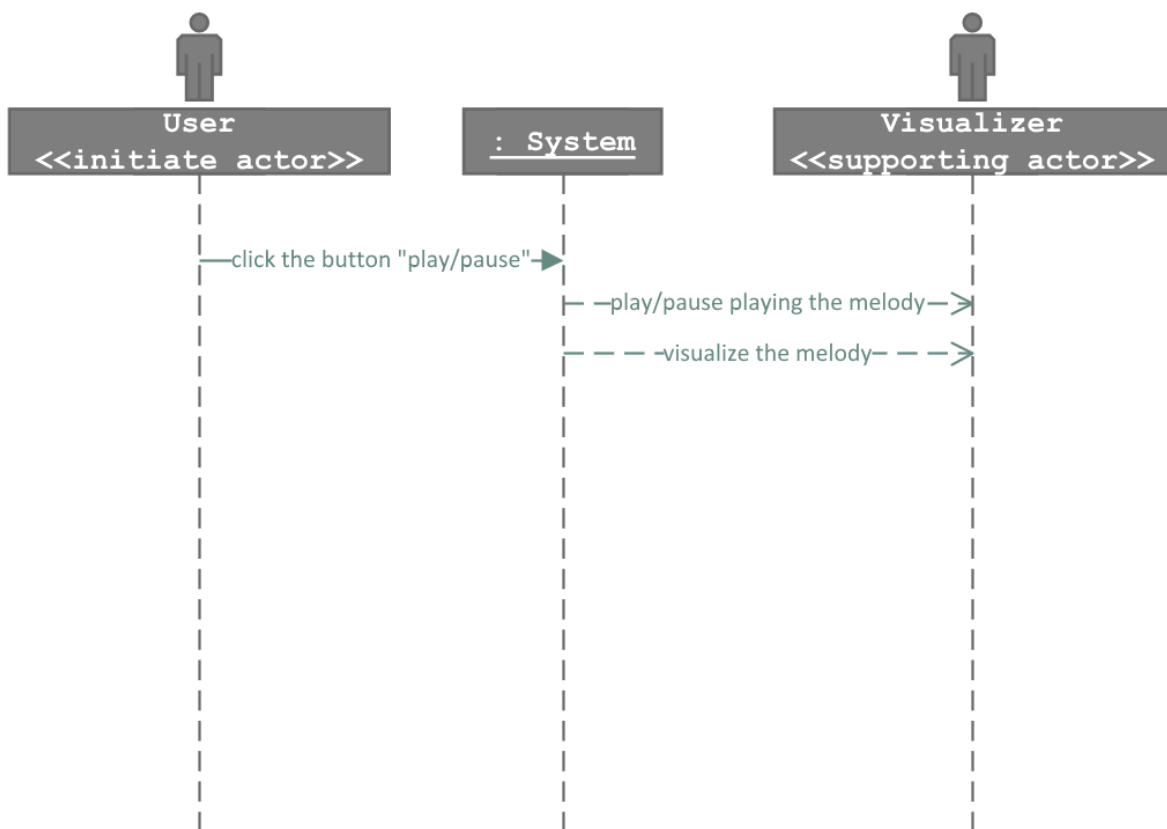 User
<<initiate actor>>
: System
Visualizer
<<supporting actor>>
click the button "play/pause"
play/pause playing the melody
visualize the melody